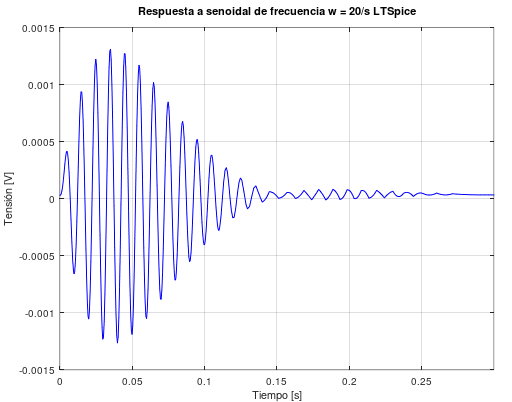 Respuesta a senoidal de frecuencia w = 20/s LTSpice
0.0015
0.001
0.0005
0
-0.0005
-0.001
-0.0015
Tensión [V]
0 0.05 0.1 0.15 0.2 0.25
Tiempo [s]